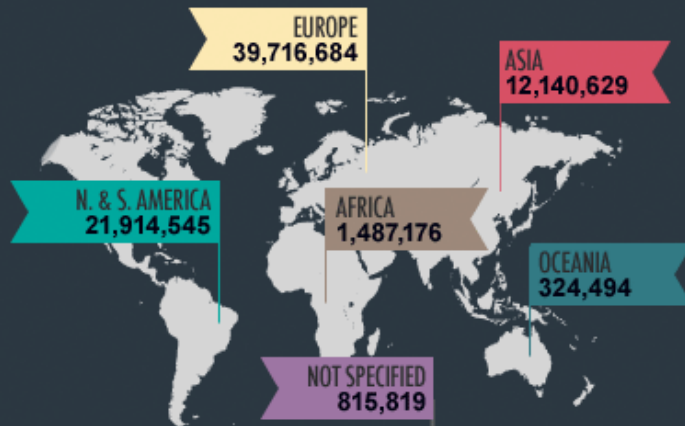 EUROPE
39,716,684
ASIA
12,140,629
N. & S. AMERICA
21,914,545
AFRICA
1,487,176
OCEANIA
324,494
NOT SPECIFIED
815,819